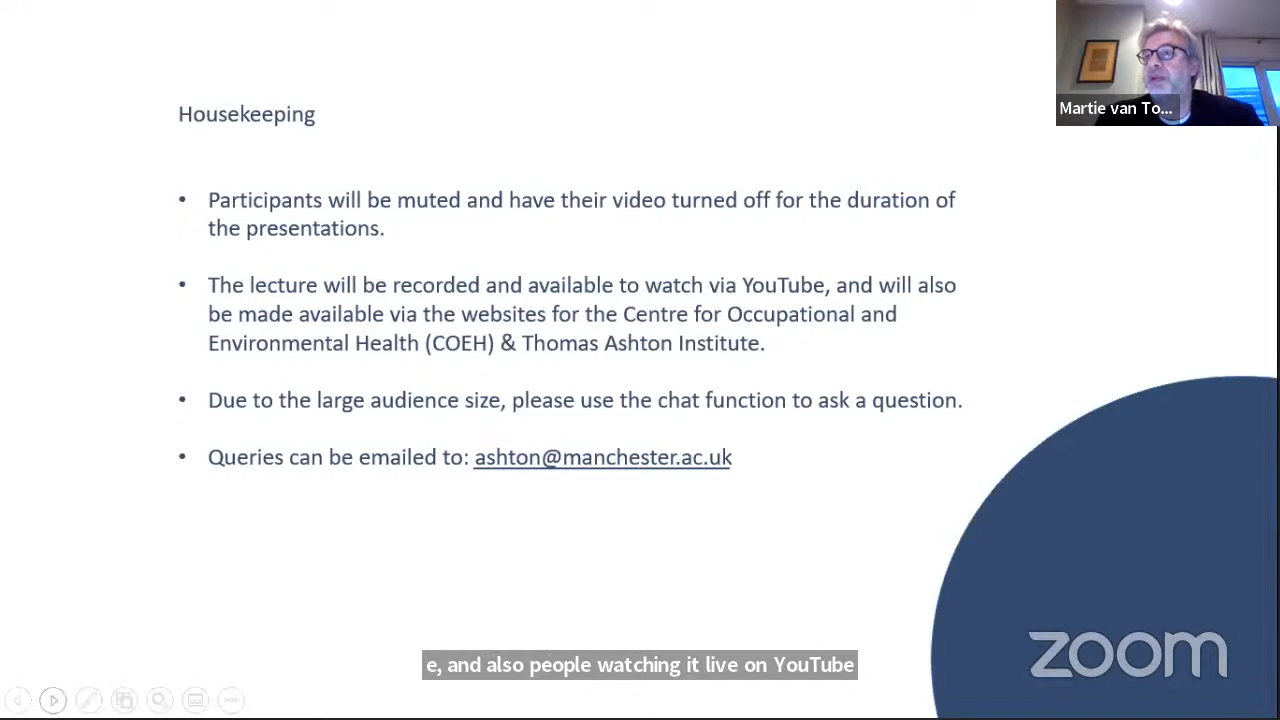 Martie van To...
Housekeeping
• Participants will be muted and have their video turned off for the duration of
the presentations.
• The lecture will be recorded and available to watch via YouTube, and will also
be made available via the websites for the Centre for Occupational and
Environmental Health (COEH) & Thomas Ashton Institute.
• Due to the large audience size, please use the chat function to ask a question.
• Queries can be emailed to: ashton@manchester.ac.uk
zoom
e, and also people watching it live on YouTube